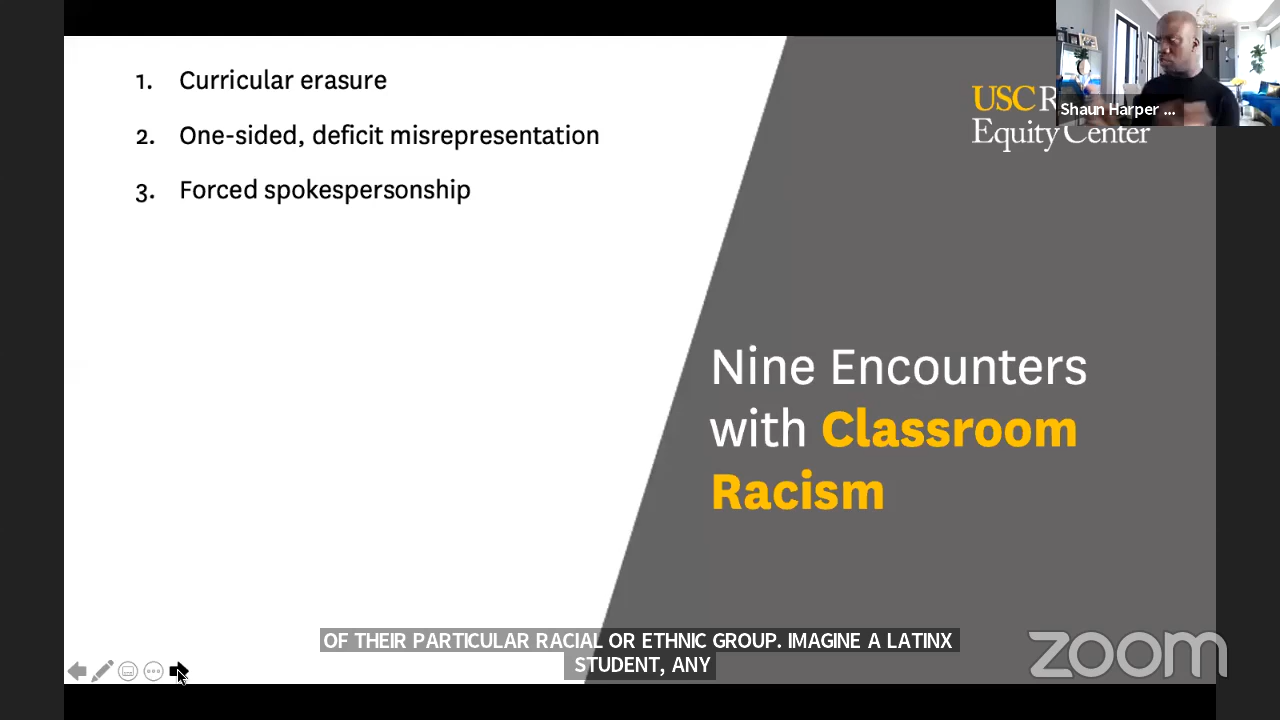 1. Curricular erasure
2. One-sided, deficit misrepresentation
3. Forced spokespersonship
USC R
Equity Center
Shaun Harper ...
Nine Encounters
with Classroom
Racism
OF THEIR PARTICULAR RACIAL OR ETHNIC GROUP. IMAGINE A LATINX
STUDENT, ANY
zoom